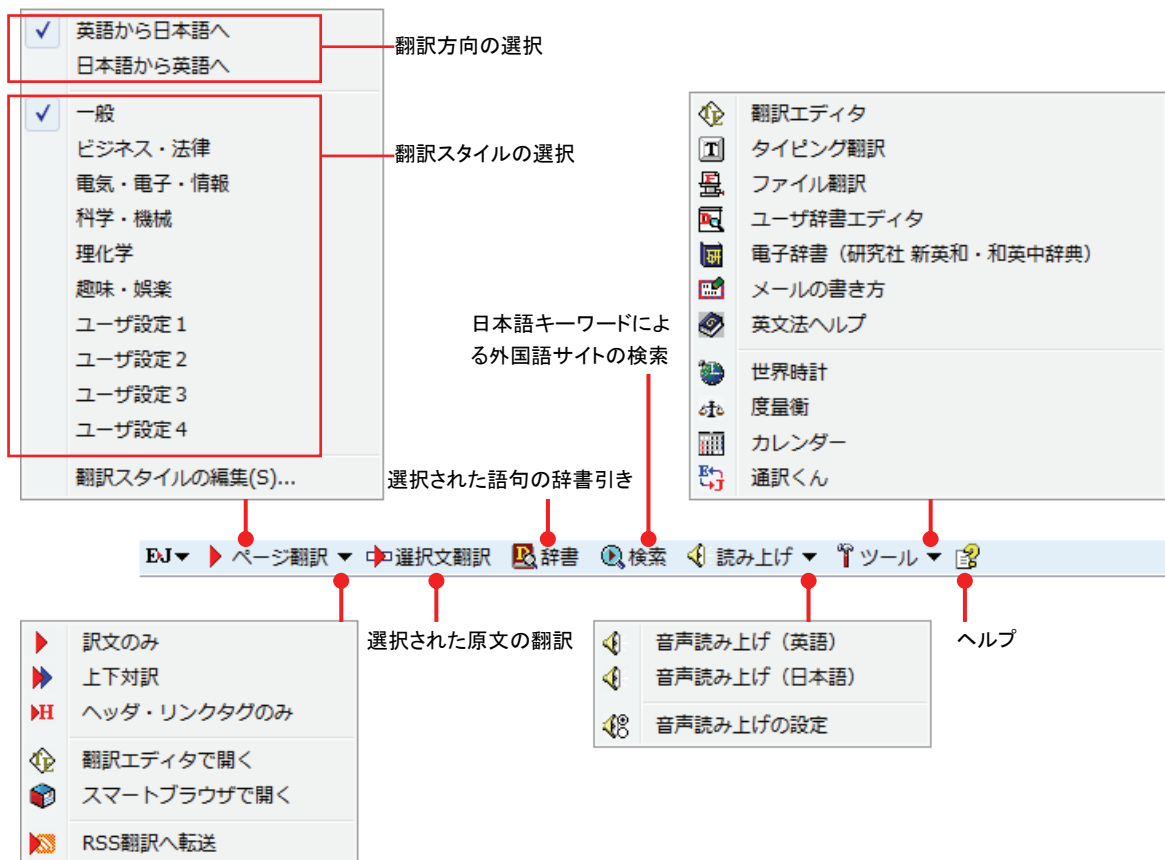 英語から日本語へ
日本語から英語へ
翻訳方向の選択
一般
ビジネス・法律
電気・電子・情報
科学・機械
理化学
趣味・娯楽
ユーザ設定1
ユーザ設定2
ユーザ設定3
ユーザ設定4
翻訳スタイルの編集(S)...
翻訳スタイルの選択
翻訳エディタ
タイピング翻訳
ファイル翻訳
ユーザ辞書エディタ
電子辞書（研究社 新英和・和英中辞典）
メールの書き方
英文法ヘルプ
世界時計
度量衡
カレンダー
通訳くん
日本語キーワードによ
る外国語サイトの検索
選択された語句の辞書引き
EJ ページ翻訳 選択文翻訳 辞書 検索 読み上げ ツール
訳文のみ
上下対訳
ヘッダ・リンクタグのみ
翻訳エディタで開く
スマートブラウザで開く
RSS翻訳へ転送
選択された原文の翻訳
音声読み上げ（英語）
音声読み上げ（日本語）
音声読み上げの設定
ヘルプ